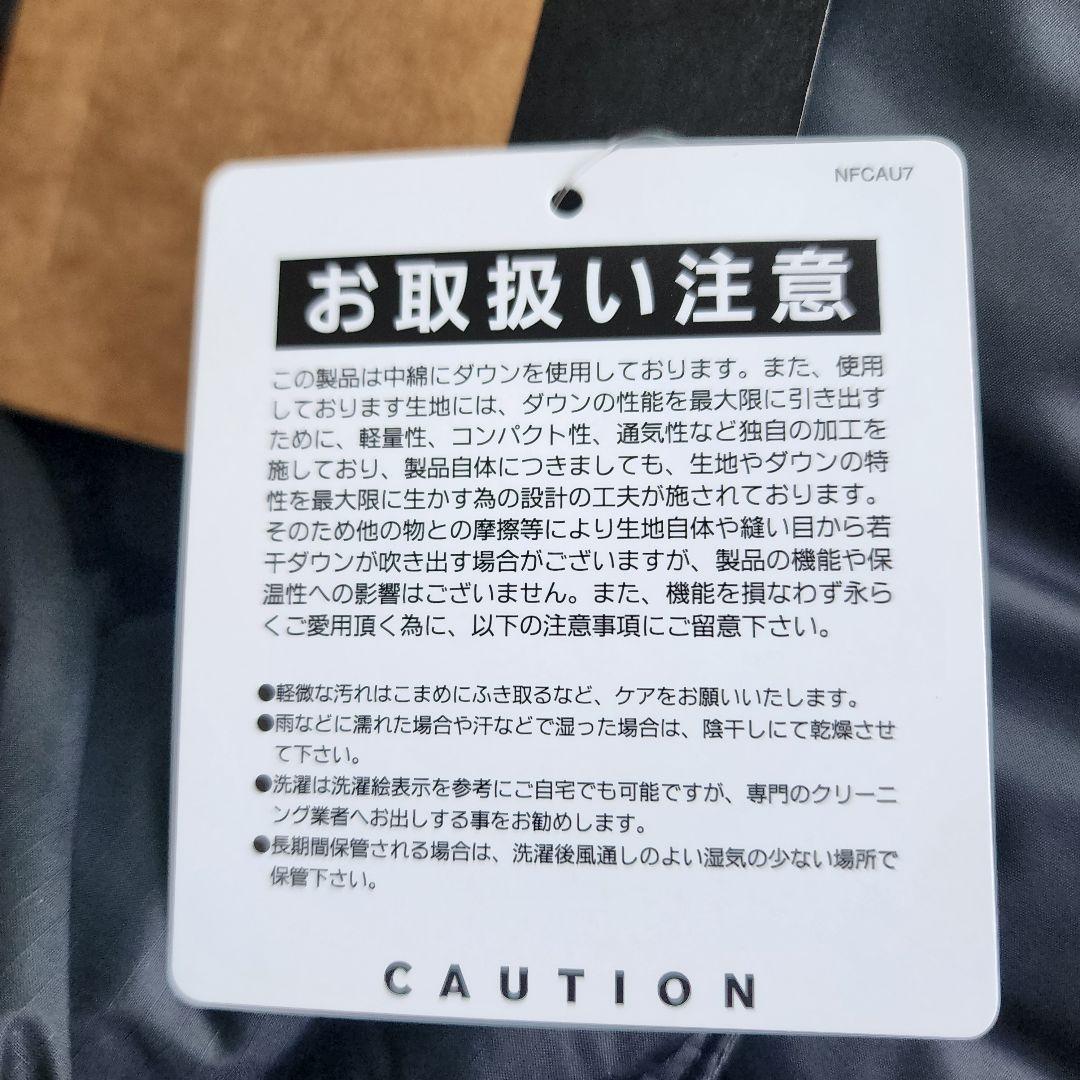 NFCAU7
お取扱い注意
この製品は中綿にダウンを使用しております。また、使用
しております生地には、ダウンの性能を最大限に引き出す
ために、軽量性、コンパクト性、通気性など独自の加工を
施しており、製品自体につきましても、生地やダウンの特
性を最大限に生かす為の設計の工夫が施されております。
そのため他の物との摩擦等により生地自体や縫い目から若
干ダウンが吹き出す場合がございますが、製品の機能や保
温性への影響はございません。また、機能を損なわず永ら
くご愛用頂く為に、以下の注意事項にご留意下さい。
●軽微な汚れはこまめにふき取るなど、ケアをお願いいたします。
●雨などに濡れた場合や汗などで湿った場合は、陰干しにて乾燥させ
て下さい。
●洗濯は洗濯絵表示を参考にご自宅でも可能ですが、専門のクリーニ
ング業者へお出しする事をお勧めします。
●長期間保管される場合は、洗濯後風通しのよい湿気の少ない場所で
保管下さい。
CAUTION